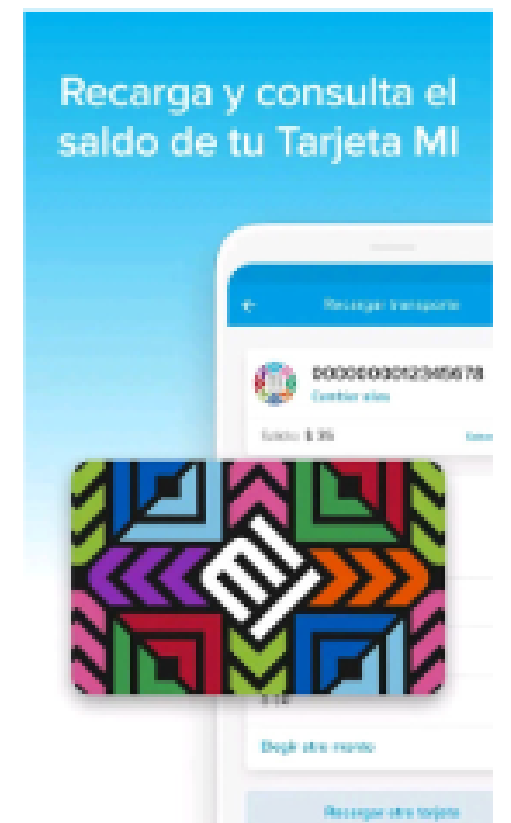 Recarga y consulta el
saldo de tu Tarjeta MI
Recargar transporte
0000000012345678
Cambiar alias
Saldo: $ 35
MI
Elegir otro monto
Recargar otra tarjeta